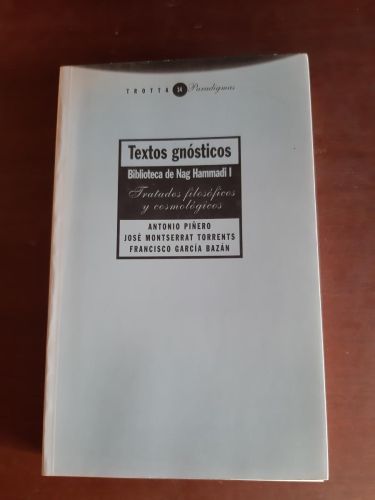 TROTTA 14 Paradigmas
Textos gnósticos
Biblioteca de Nag Hammadi I
Tratados filosóficos
y cosmológicos
ANTONIO PIÑERO
JOSÉ MONTSERRAT TORRENTS
FRANCISCO GARCÍA BAZÁN